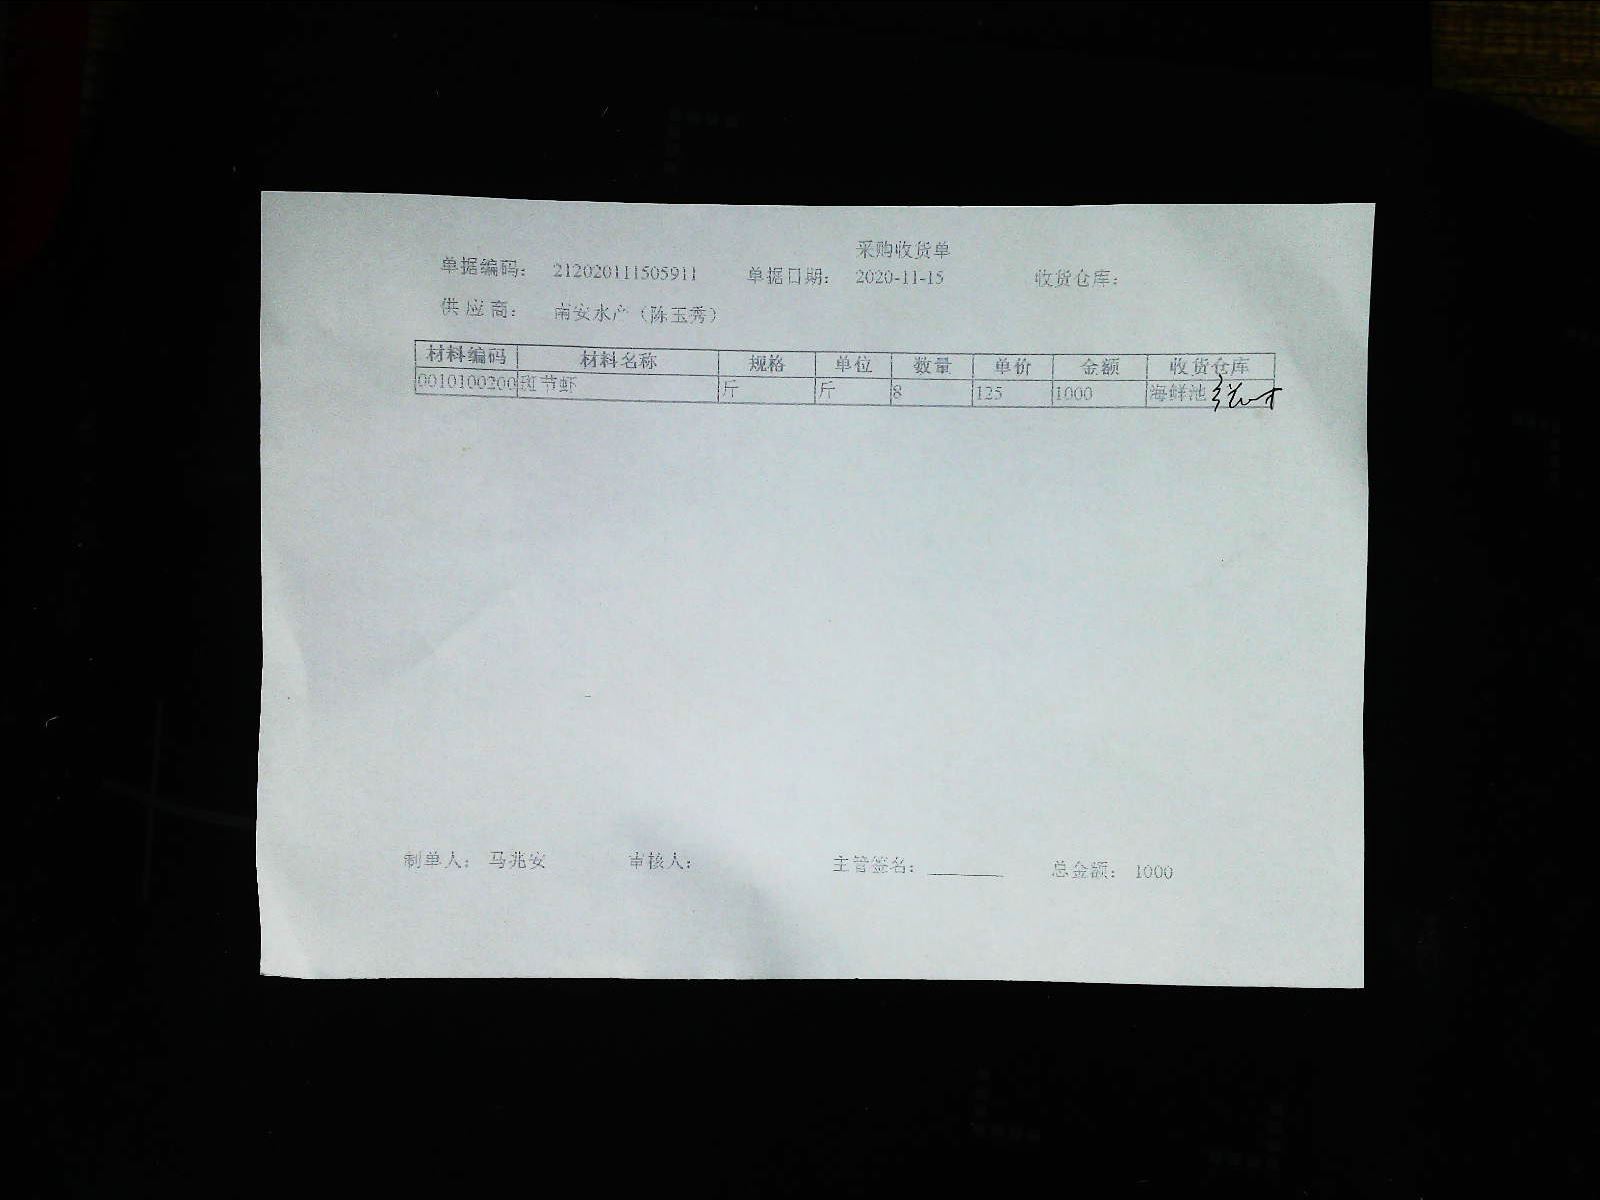 采购收货单
单据编码: 212020111505911 单据日期: 2020-11-15 收货仓库:
供应商: 南安水产(陈玉秀)
材料编码 材料名称 规格 单位 数量 单价 金额 收货仓库
0010100200 斑节虾 斤 斤 8 125 1000 海鲜池
制单人: 马兆安 审核人: 主管签名: 总金额: 1000